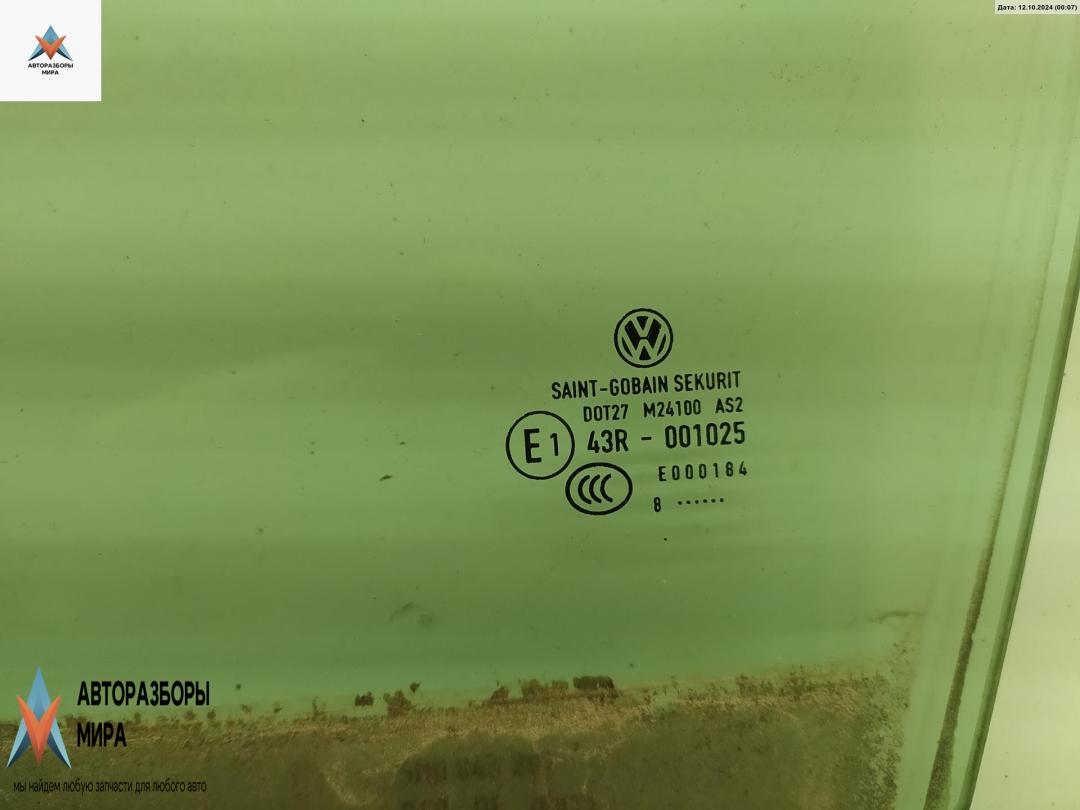 Дата: 12.10.2024 (00:07)
АВТОРАЗБОРЫ
МИРА
SAINT-GOBAIN SEKURIT
DOT27 M24100 AS2
E1 43R - 001025
E000184
8 ······
АВТОРАЗБОРЫ
МИРА
мы найдем любую запчасти для любого авто